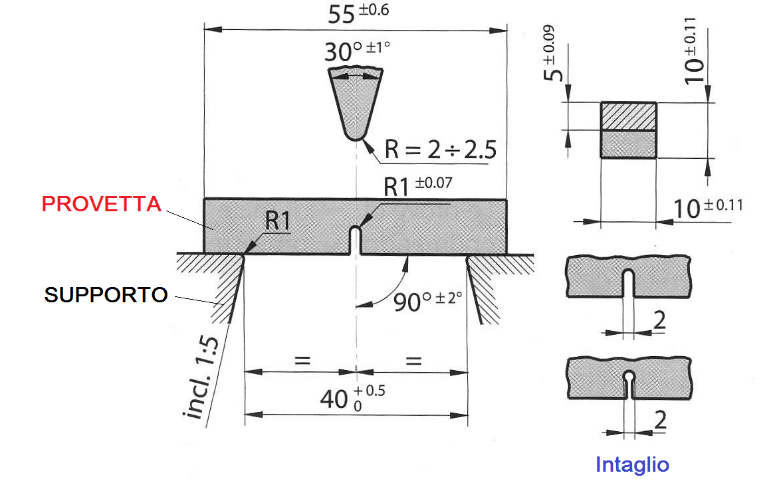 55±0.6
30°±1°
5±0.09
10±0.11
R = 2÷2.5
R1±0.07
PROVETTA
R1
10±0.11
SUPPORTO
90°±2°
2
incl. 1:5
= =
40 +0.5 0
2
Intaglio